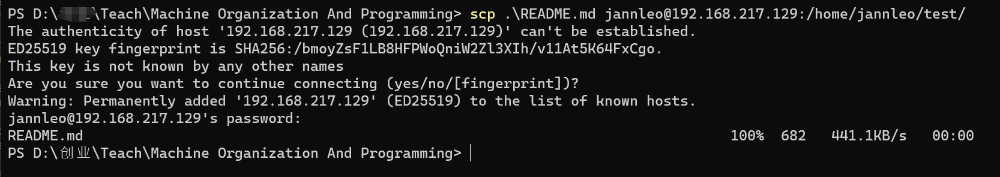 PS D:\\Teach\Machine Organization And Programming> scp .\README.md jannleo@192.168.217.129:/home/jannleo/test/
The authenticity of host '192.168.217.129 (192.168.217.129)' can't be established.
ED25519 key fingerprint is SHA256:/bmoyZsF1LB8HFPWoQniW2Zl3XIh/v11At5K64FxCgo.
This key is not known by any other names
Are you sure you want to continue connecting (yes/no/[fingerprint])?
Warning: Permanently added '192.168.217.129' (ED25519) to the list of known hosts.
jannleo@192.168.217.129's password:
README.md 100% 682 441.1KB/s 00:00
PS D:\创业\Teach\Machine Organization And Programming>